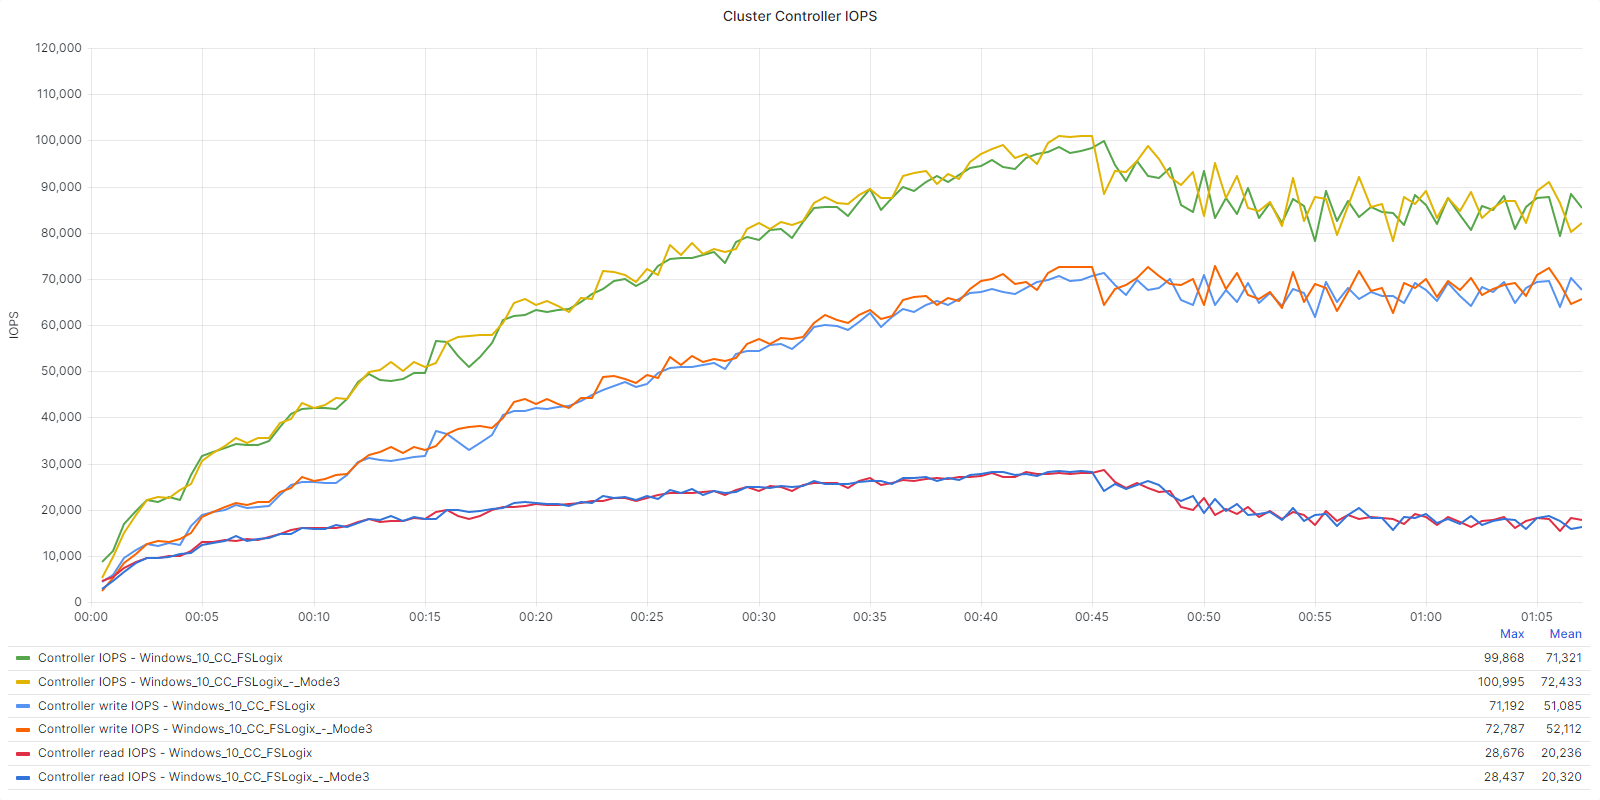 Cluster Controller IOPS
120,000
110,000
100,000
90,000
80,000
70,000
60,000
50,000
40,000
30,000
20,000
10,000
0
IOPS
00:00 00:05 00:10 00:15 00:20 00:25 00:30 00:35 00:40 00:45 00:50 00:55 01:00 01:05
Max Mean
Controller IOPS - Windows_10_CC_FSLogix 99,868 71,321
Controller IOPS - Windows_10_CC_FSLogix_-_Mode3 100,995 72,433
Controller write IOPS - Windows_10_CC_FSLogix 71,192 51,085
Controller write IOPS - Windows_10_CC_FSLogix_-_Mode3 72,787 52,112
Controller read IOPS - Windows_10_CC_FSLogix 28,676 20,236
Controller read IOPS - Windows_10_CC_FSLogix_-_Mode3 28,437 20,320